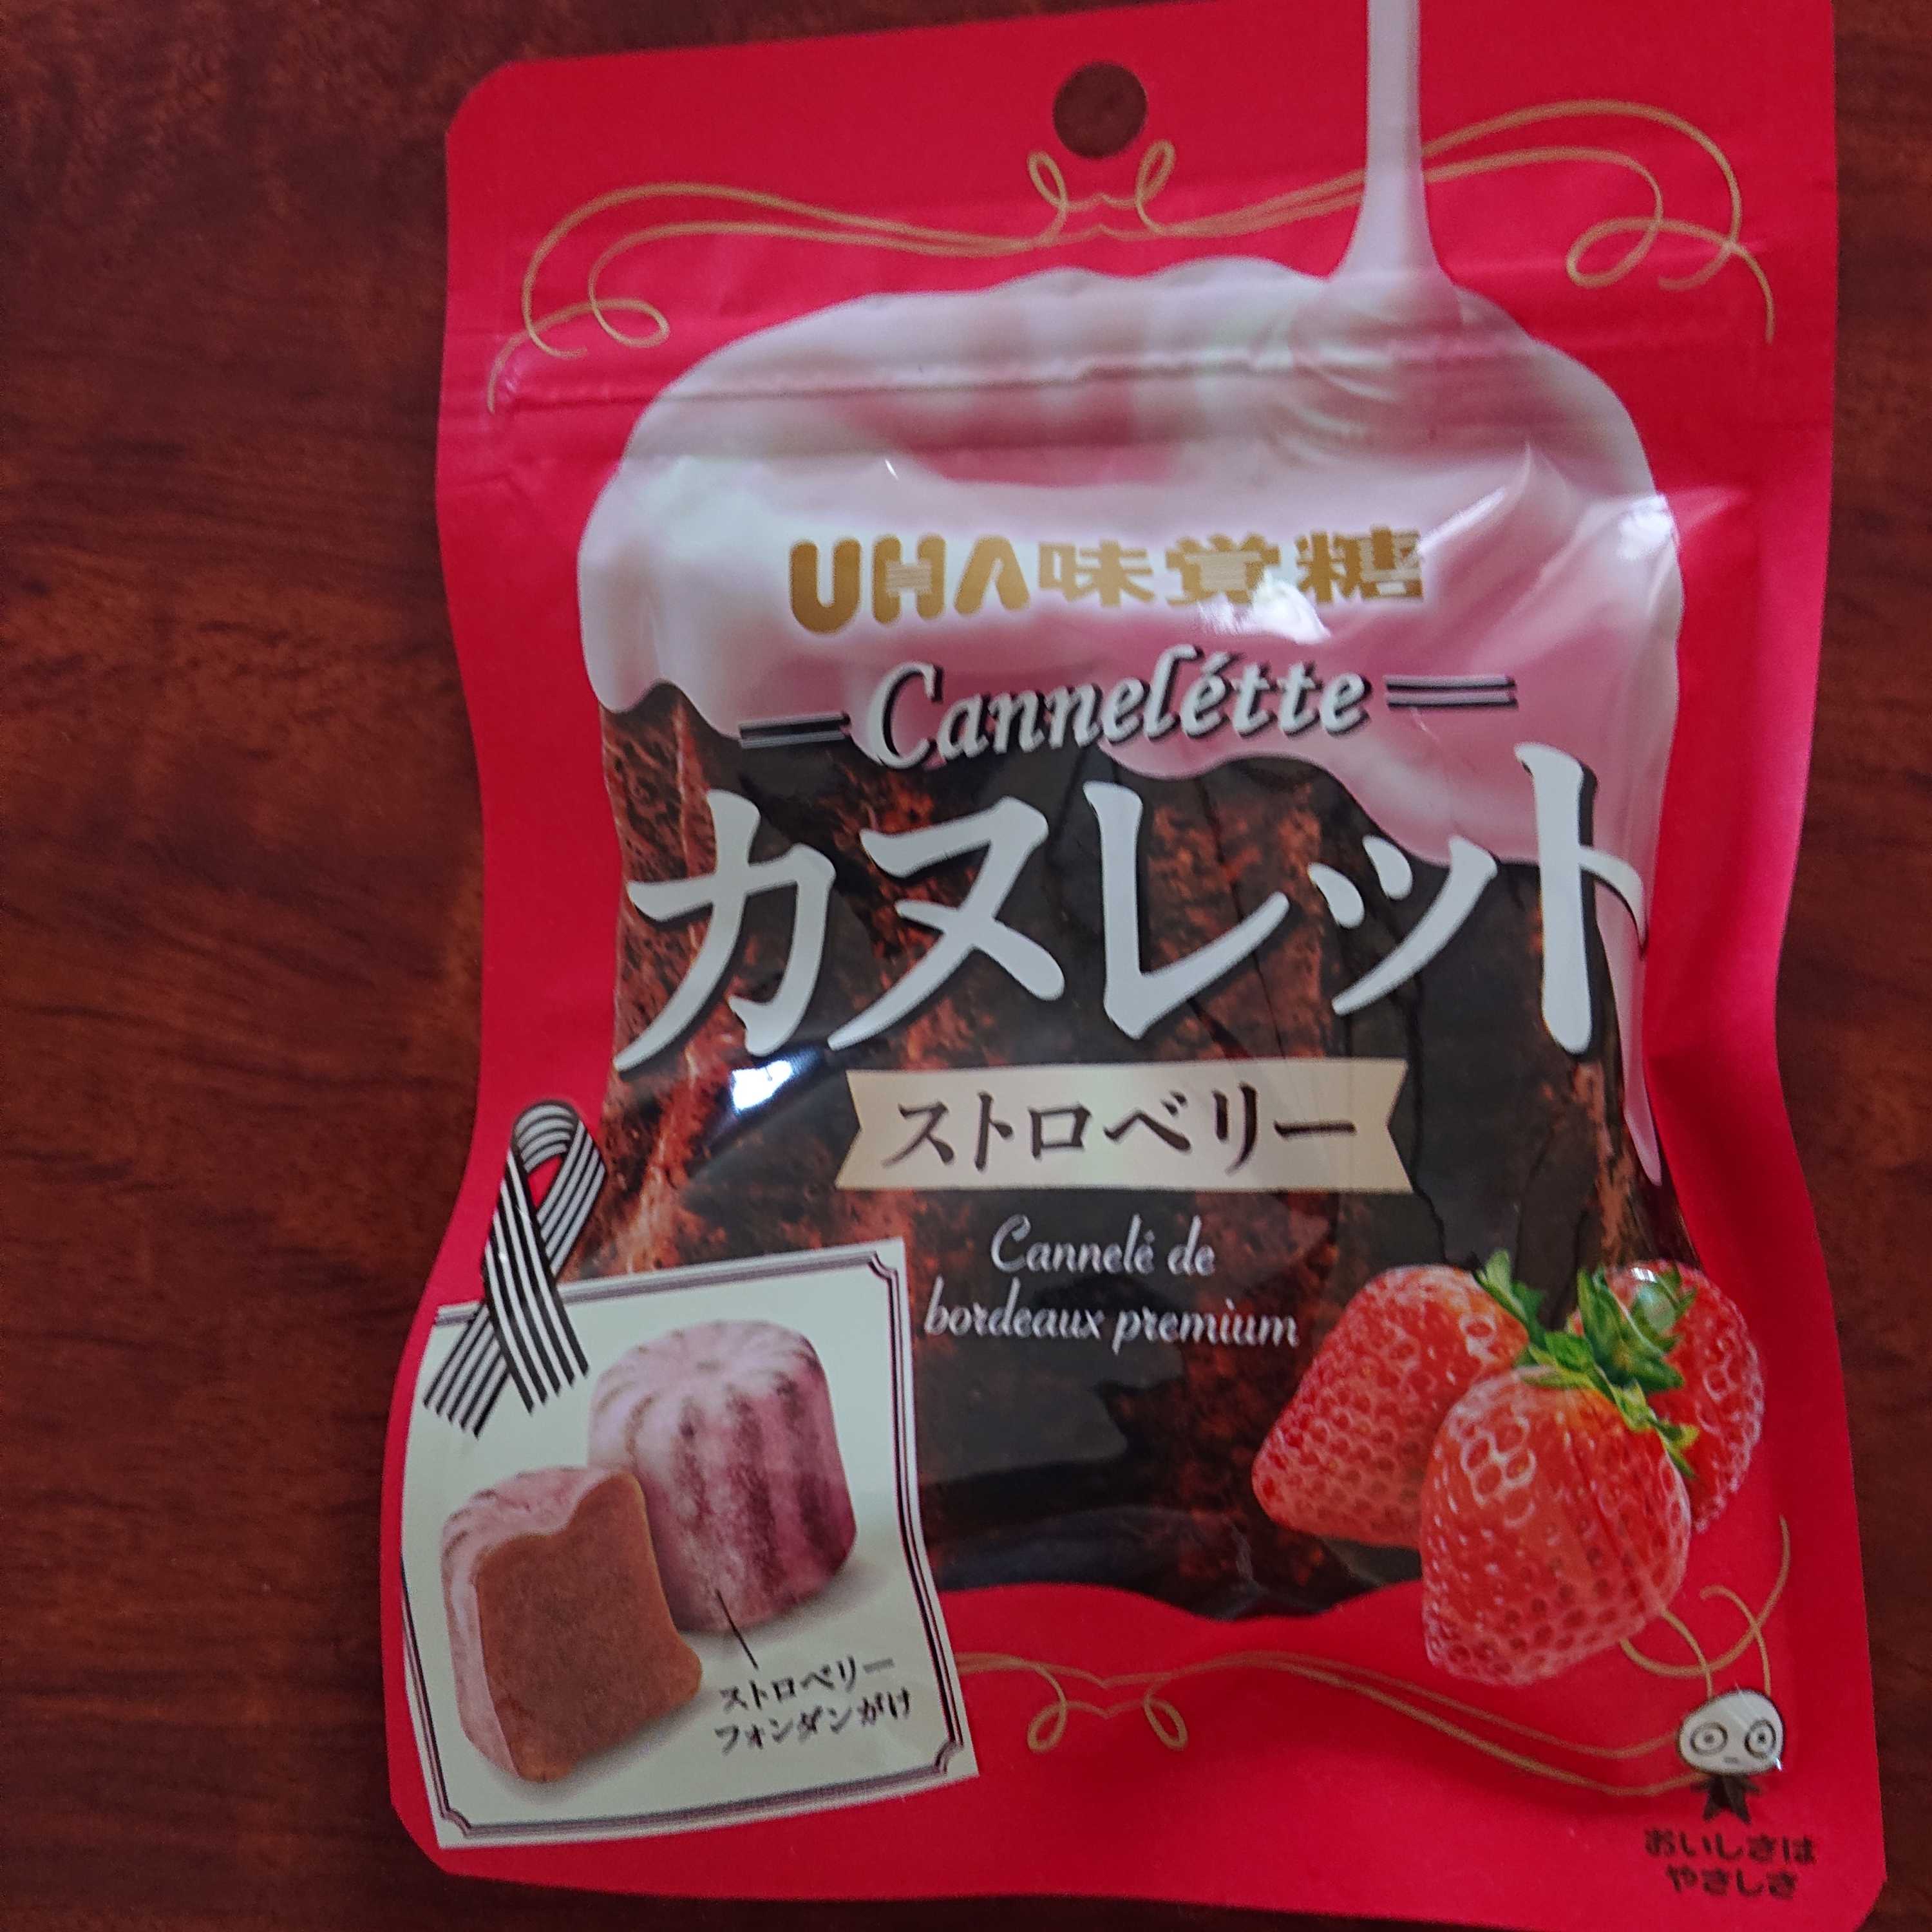 UHA味覚糖
Cannelétte
カヌレット
ストロベリー
Cannelé de
bordeaux premium
ストロベリー
フォンダンがけ
おいしさは
やさしさ